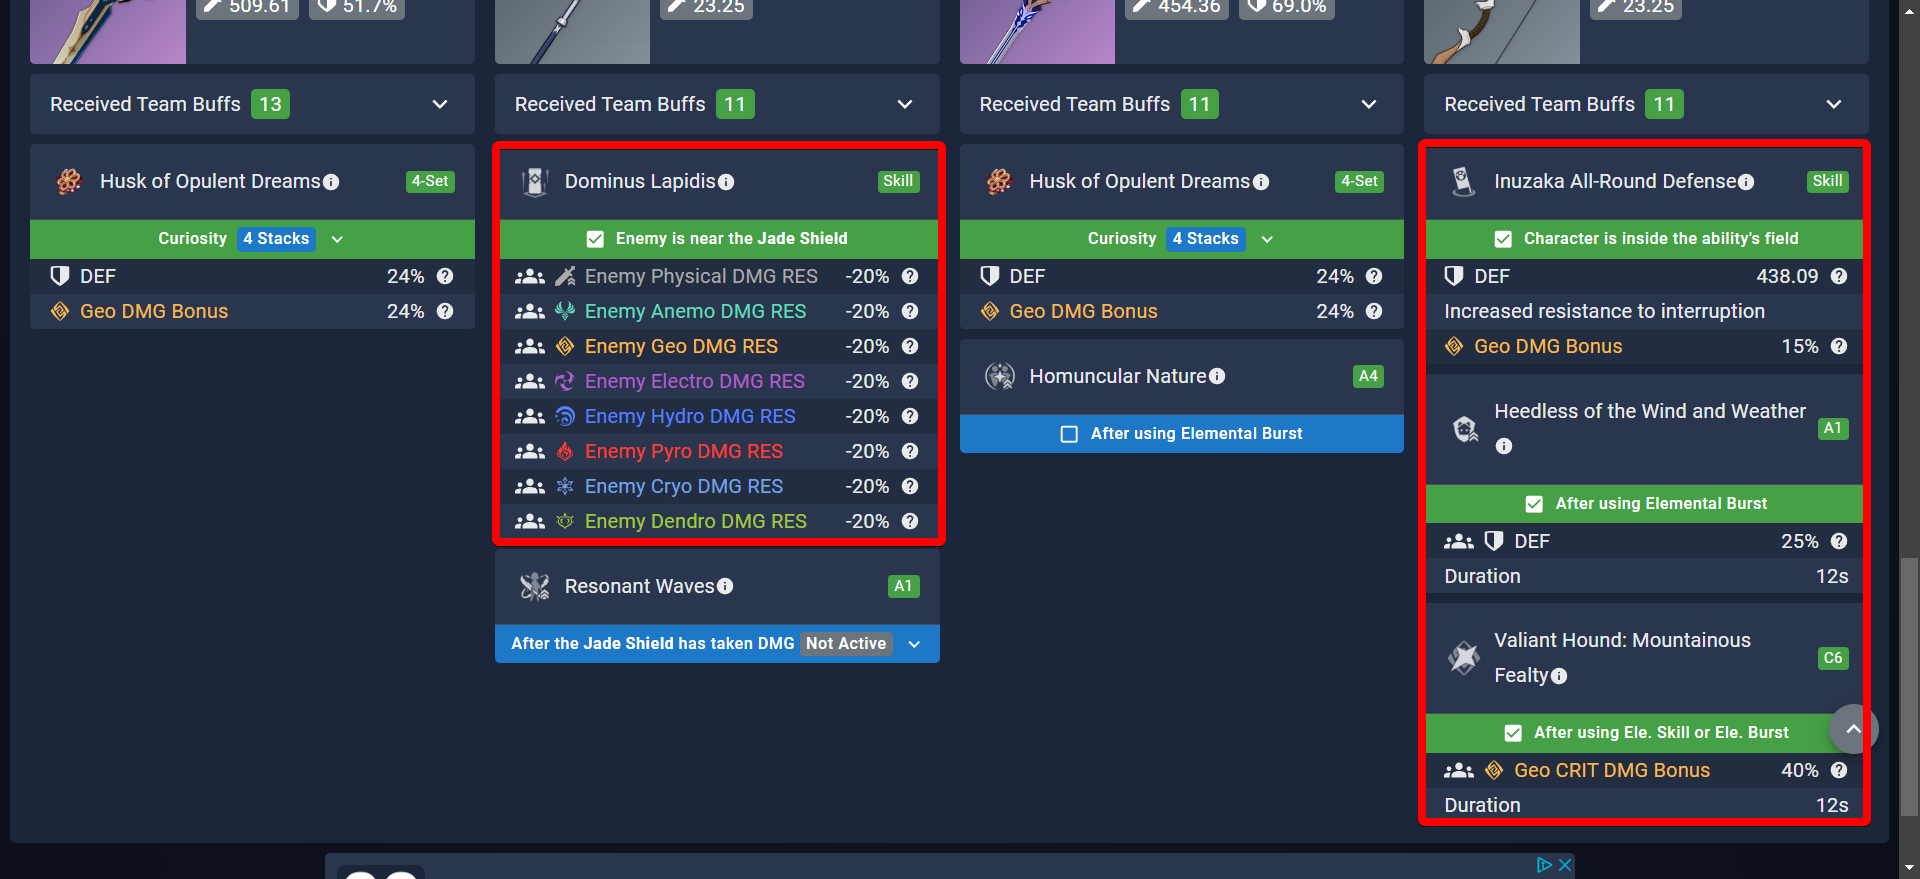 509.61
51.7%
23.25
454.36
69.0%
23.25
Received Team Buffs 13
Received Team Buffs 11
Received Team Buffs 11
Received Team Buffs 11
Husk of Opulent Dreams
4-Set
Curiosity 4 Stacks
DEF 24%
Geo DMG Bonus 24%
Dominus Lapidis
Skill
Enemy is near the Jade Shield
Enemy Physical DMG RES -20%
Enemy Anemo DMG RES -20%
Enemy Geo DMG RES -20%
Enemy Electro DMG RES -20%
Enemy Hydro DMG RES -20%
Enemy Pyro DMG RES -20%
Enemy Cryo DMG RES -20%
Enemy Dendro DMG RES -20%
Resonant Waves
A1
After the Jade Shield has taken DMG Not Active
Husk of Opulent Dreams
4-Set
Curiosity 4 Stacks
DEF 24%
Geo DMG Bonus 24%
Homuncular Nature
A4
After using Elemental Burst
Inuzaka All-Round Defense
Skill
Character is inside the ability's field
DEF 438.09
Increased resistance to interruption
Geo DMG Bonus 15%
Heedless of the Wind and Weather
A1
After using Elemental Burst
DEF 25%
Duration 12s
Valiant Hound: Mountainous
Fealty
C6
After using Ele. Skill or Ele. Burst
Geo CRIT DMG Bonus 40%
Duration 12s